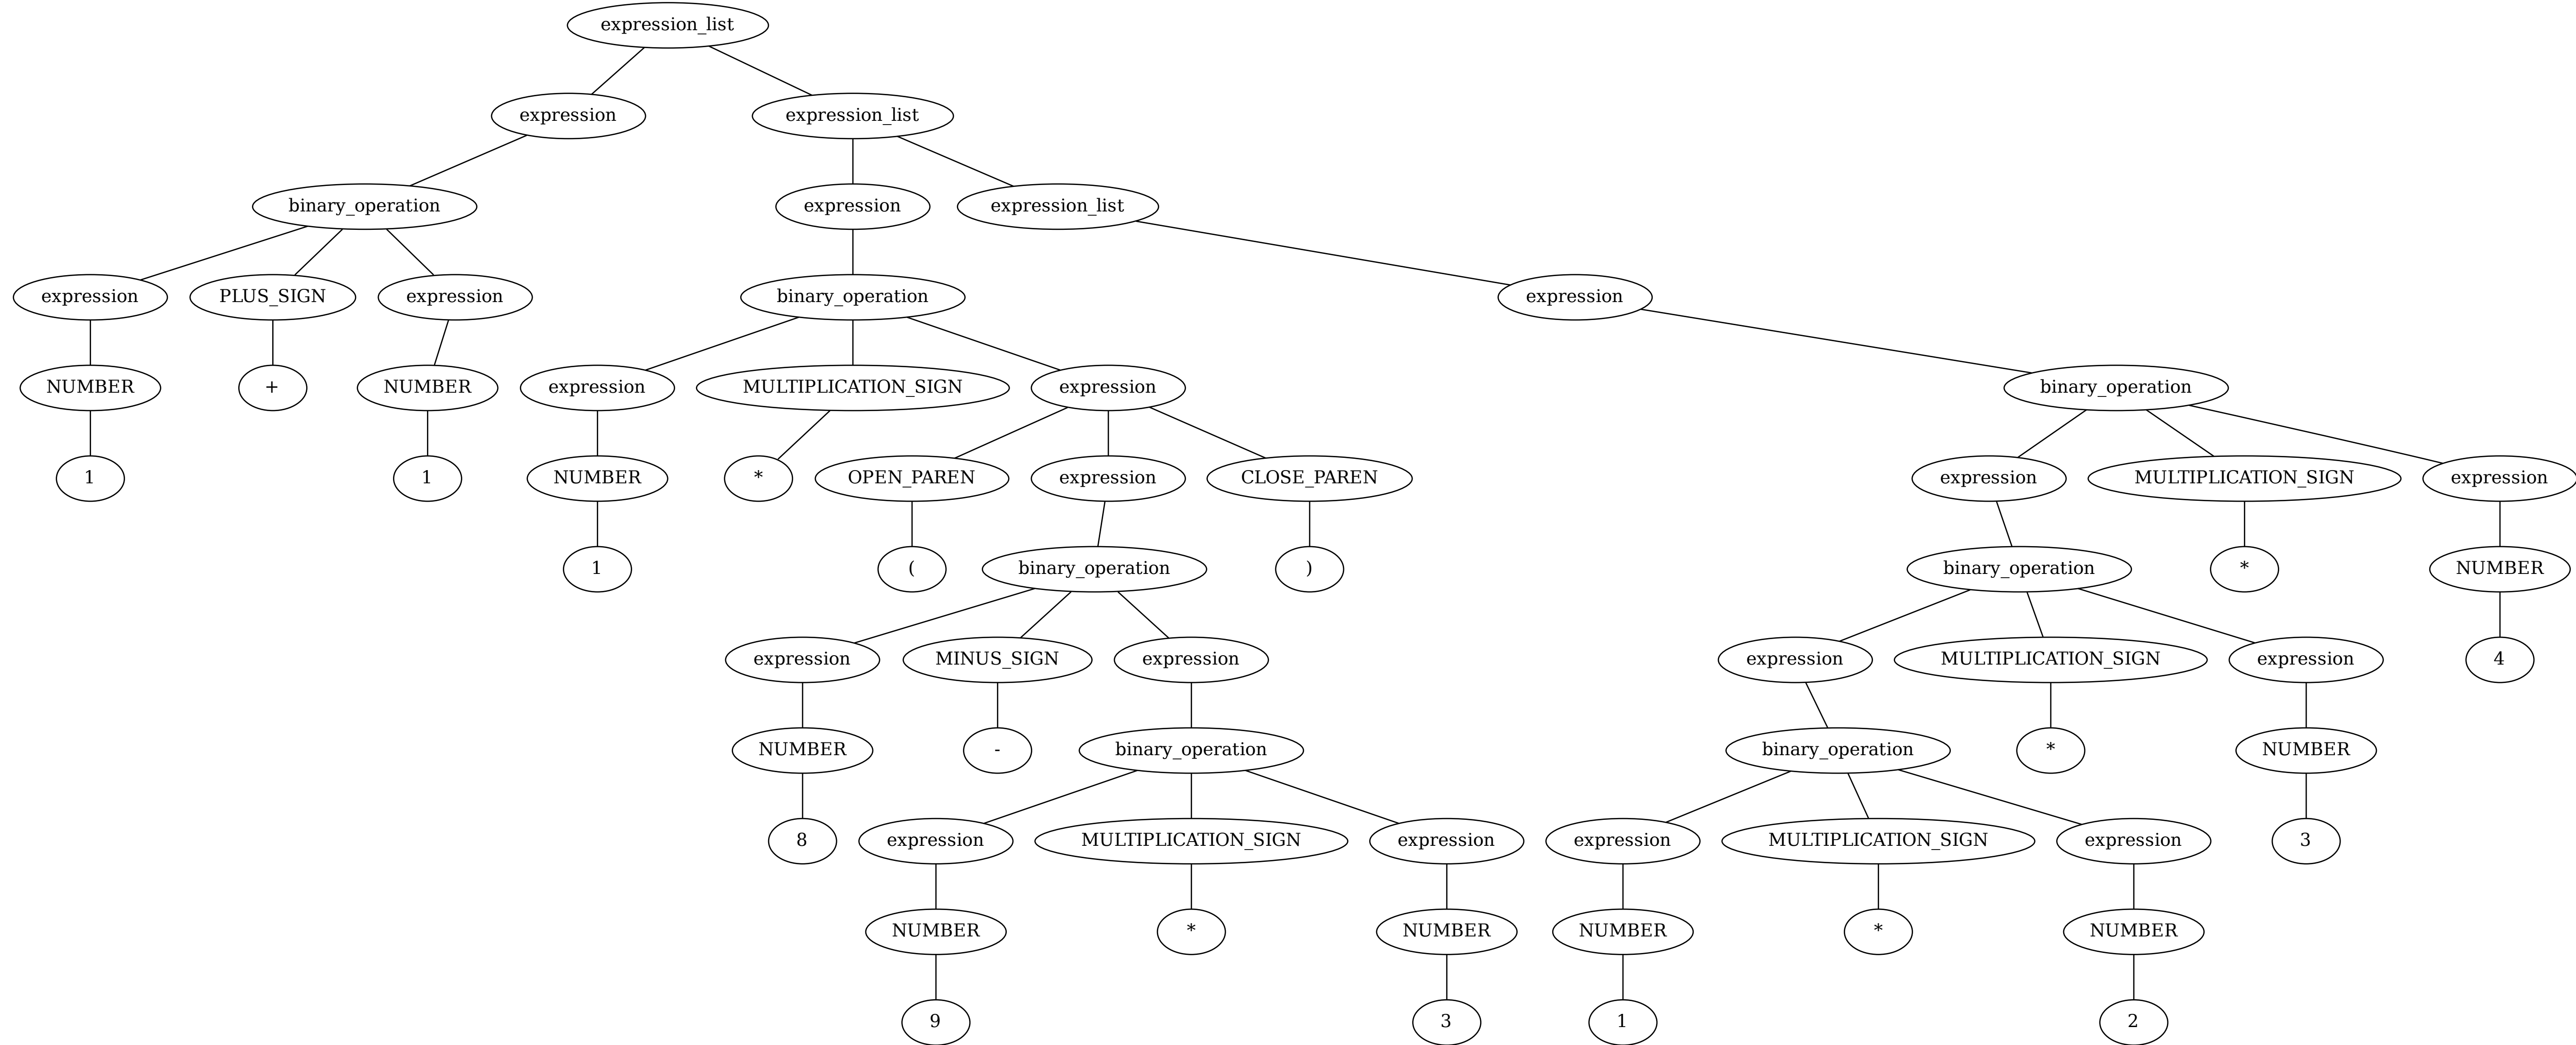 expression_list
expression expression_list
binary_operation expression expression_list
expression PLUS_SIGN expression binary_operation expression
NUMBER + NUMBER expression MULTIPLICATION_SIGN expression binary_operation
1 1 NUMBER * OPEN_PAREN expression CLOSE_PAREN expression MULTIPLICATION_SIGN expression
1 ( binary_operation ) binary_operation * NUMBER
expression MINUS_SIGN expression expression MULTIPLICATION_SIGN expression 4
NUMBER - binary_operation binary_operation * NUMBER
8 expression MULTIPLICATION_SIGN expression expression MULTIPLICATION_SIGN expression 3
NUMBER * NUMBER NUMBER * NUMBER
9 3 1 2